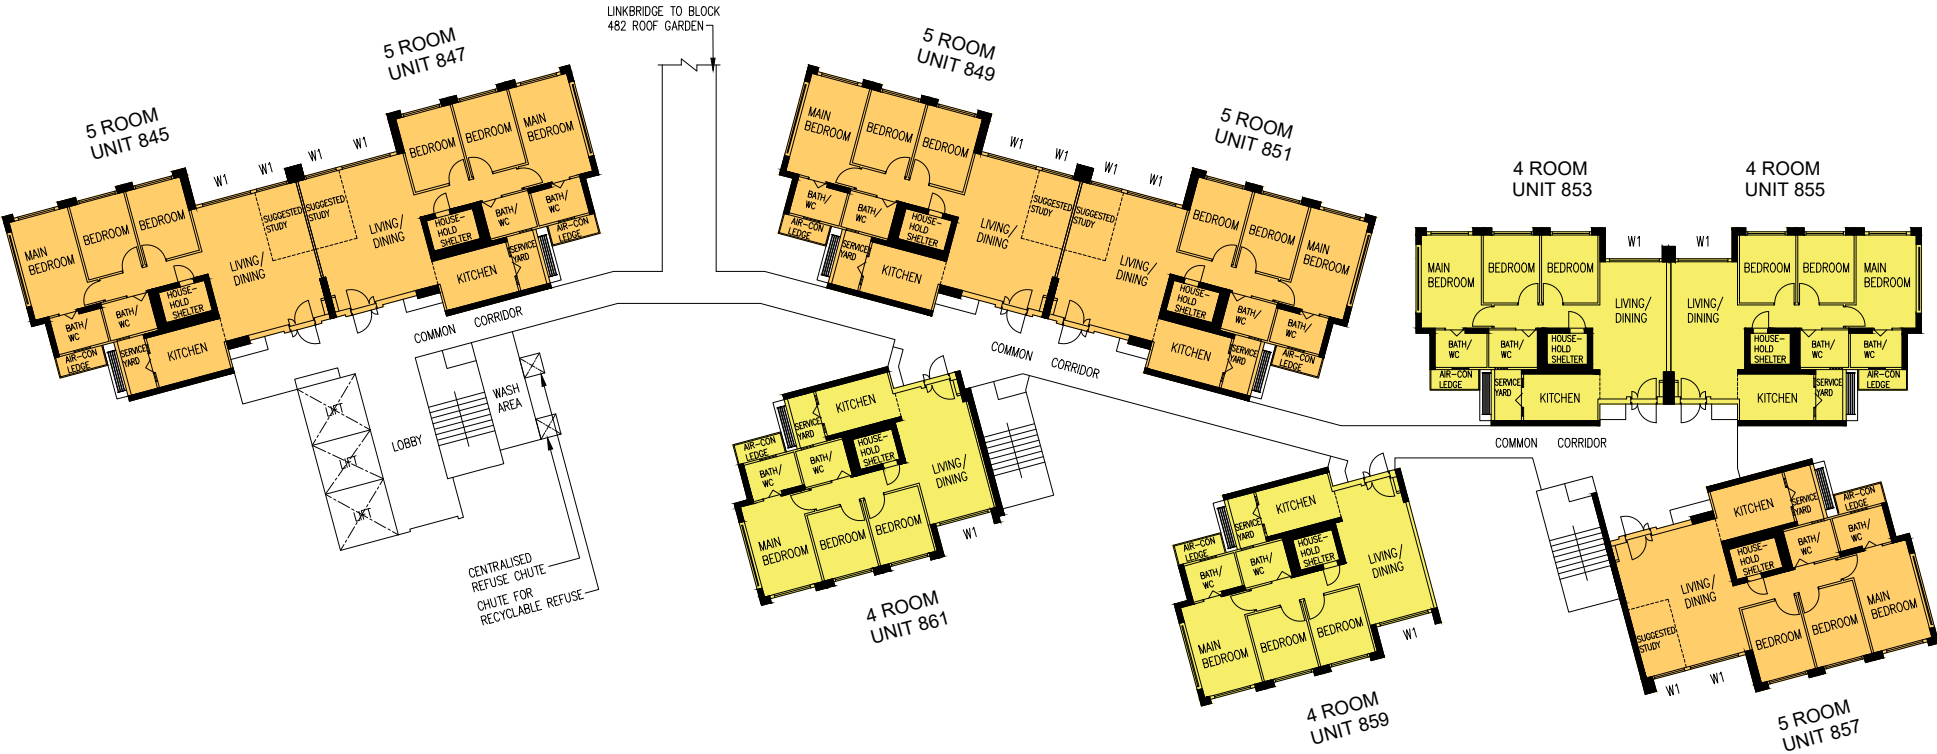 LINKBRIDGE TO BLOCK
482 ROOF GARDEN
5 ROOM
UNIT 845
W1
W1
MAIN
BEDROOM
BEDROOM
BEDROOM
SUGGESTED
STUDY
LIVING/
DINING
HOUSE-
HOLD
SHELTER
BATH/
WC
BATH/
WC
AIR-CON
LEDGE
SERVICE
YARD
KITCHEN
5 ROOM
UNIT 847
W1
W1
BEDROOM
BEDROOM
MAIN
BEDROOM
SUGGESTED
STUDY
LIVING/
DINING
HOUSE-
HOLD
SHELTER
BATH/
WC
BATH/
WC
AIR-CON
LEDGE
SERVICE
YARD
KITCHEN
COMMON CORRIDOR
LIFT
LIFT
LIFT
LOBBY
WASH
AREA
CENTRALISED
REFUSE CHUTE
CHUTE FOR
RECYCLABLE REFUSE
5 ROOM
UNIT 849
W1
W1
MAIN
BEDROOM
BEDROOM
BEDROOM
SUGGESTED
STUDY
LIVING/
DINING
HOUSE-
HOLD
SHELTER
BATH/
WC
BATH/
WC
AIR-CON
LEDGE
SERVICE
YARD
KITCHEN
5 ROOM
UNIT 851
W1
W1
BEDROOM
BEDROOM
MAIN
BEDROOM
SUGGESTED
STUDY
LIVING/
DINING
HOUSE-
HOLD
SHELTER
BATH/
WC
BATH/
WC
AIR-CON
LEDGE
SERVICE
YARD
KITCHEN
COMMON
CORRIDOR
4 ROOM
UNIT 853
W1
MAIN
BEDROOM
BEDROOM
BEDROOM
LIVING/
DINING
HOUSE-
HOLD
SHELTER
BATH/
WC
BATH/
WC
AIR-CON
LEDGE
SERVICE
YARD
KITCHEN
4 ROOM
UNIT 855
W1
BEDROOM
BEDROOM
MAIN
BEDROOM
LIVING/
DINING
HOUSE-
HOLD
SHELTER
BATH/
WC
BATH/
WC
AIR-CON
LEDGE
SERVICE
YARD
KITCHEN
COMMON CORRIDOR
KITCHEN
SERVICE
YARD
AIR-CON
LEDGE
BATH/
WC
BATH/
WC
HOUSE-
HOLD
SHELTER
LIVING/
DINING
MAIN
BEDROOM
BEDROOM
BEDROOM
W1
4 ROOM
UNIT 861
KITCHEN
SERVICE
YARD
AIR-CON
LEDGE
BATH/
WC
BATH/
WC
HOUSE-
HOLD
SHELTER
LIVING/
DINING
MAIN
BEDROOM
BEDROOM
BEDROOM
W1
4 ROOM
UNIT 859
KITCHEN
SERVICE
YARD
AIR-CON
LEDGE
BATH/
WC
BATH/
WC
HOUSE-
HOLD
SHELTER
LIVING/
DINING
SUGGESTED
STUDY
BEDROOM
BEDROOM
MAIN
BEDROOM
W1
W1
5 ROOM
UNIT 857